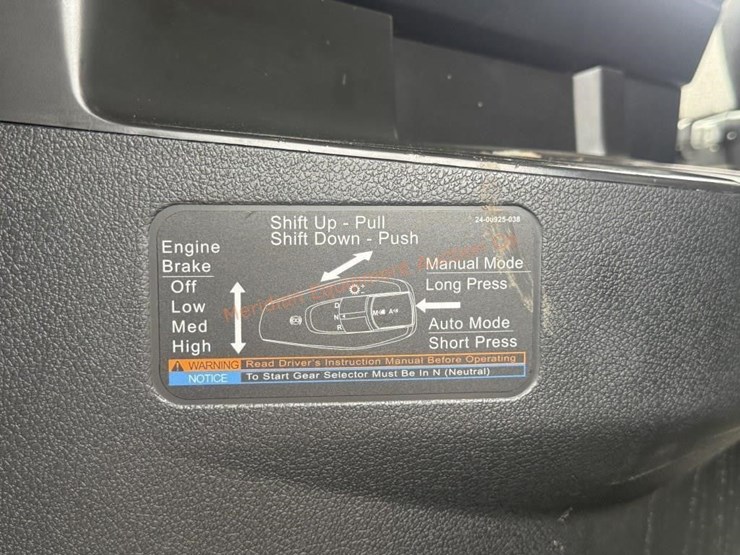 Shift Up - Pull
Shift Down - Push
24-00925-038
Engine
Brake
Off
Low
Med
High
D
N
R
M
A
Manual Mode
Long Press
Auto Mode
Short Press
WARNING Read Driver's Instruction Manual Before Operating
NOTICE To Start Gear Selector Must Be In N (Neutral)